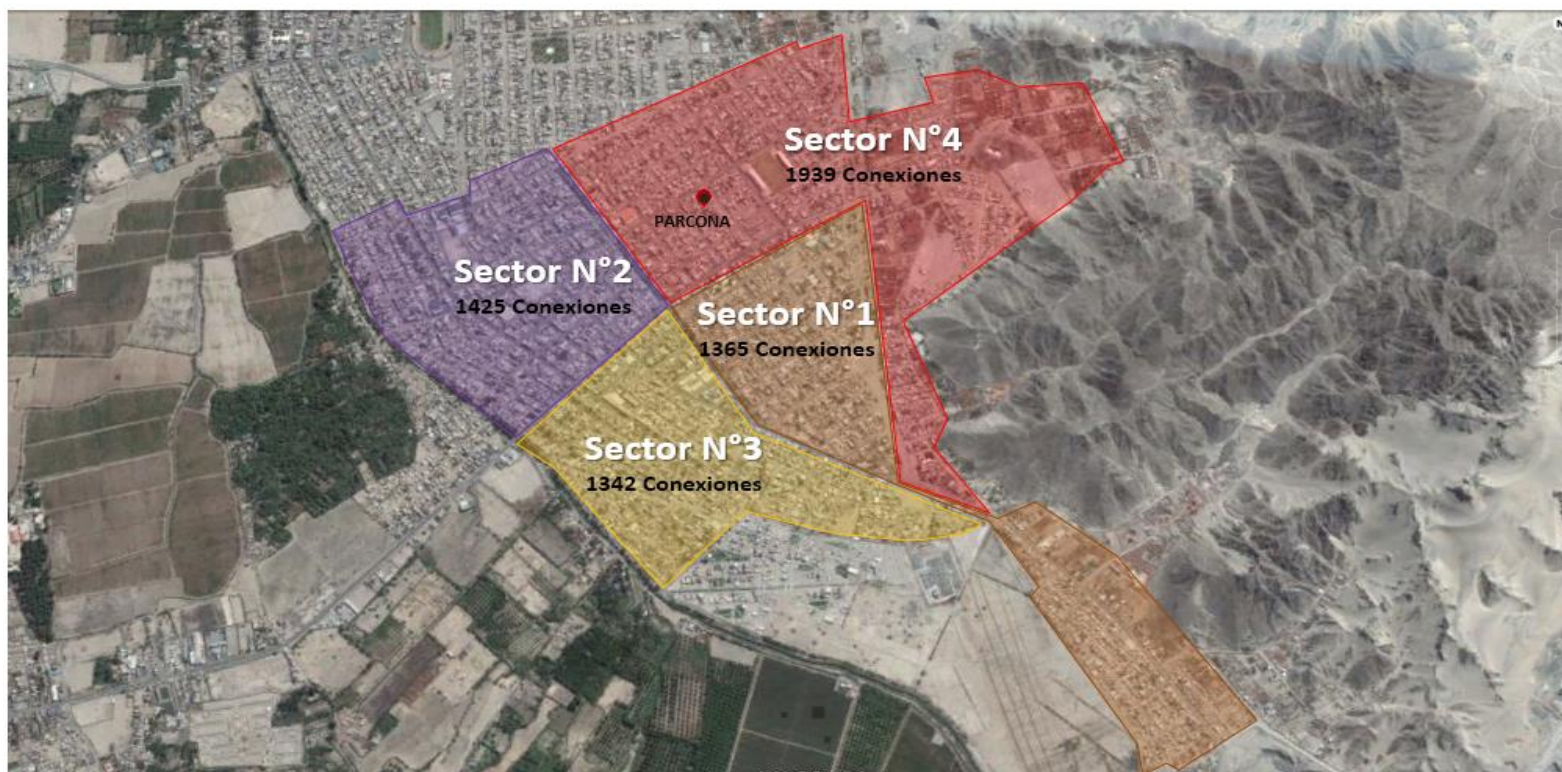 N
Sector N°4
1939 Conexiones
PARCONA
Sector N°2
1425 Conexiones
Sector N°1
1365 Conexiones
Sector N°3
1342 Conexiones